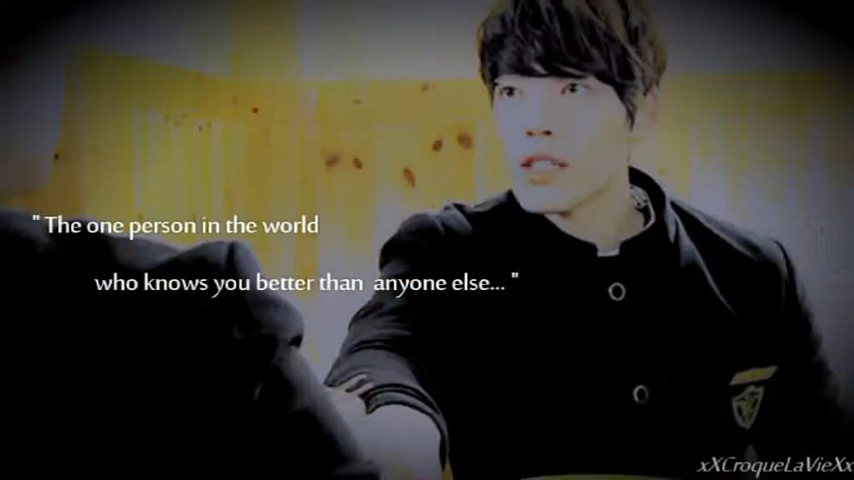 " The one person in the world
who knows you better than anyone else... "
xXCroqueLaVieXx